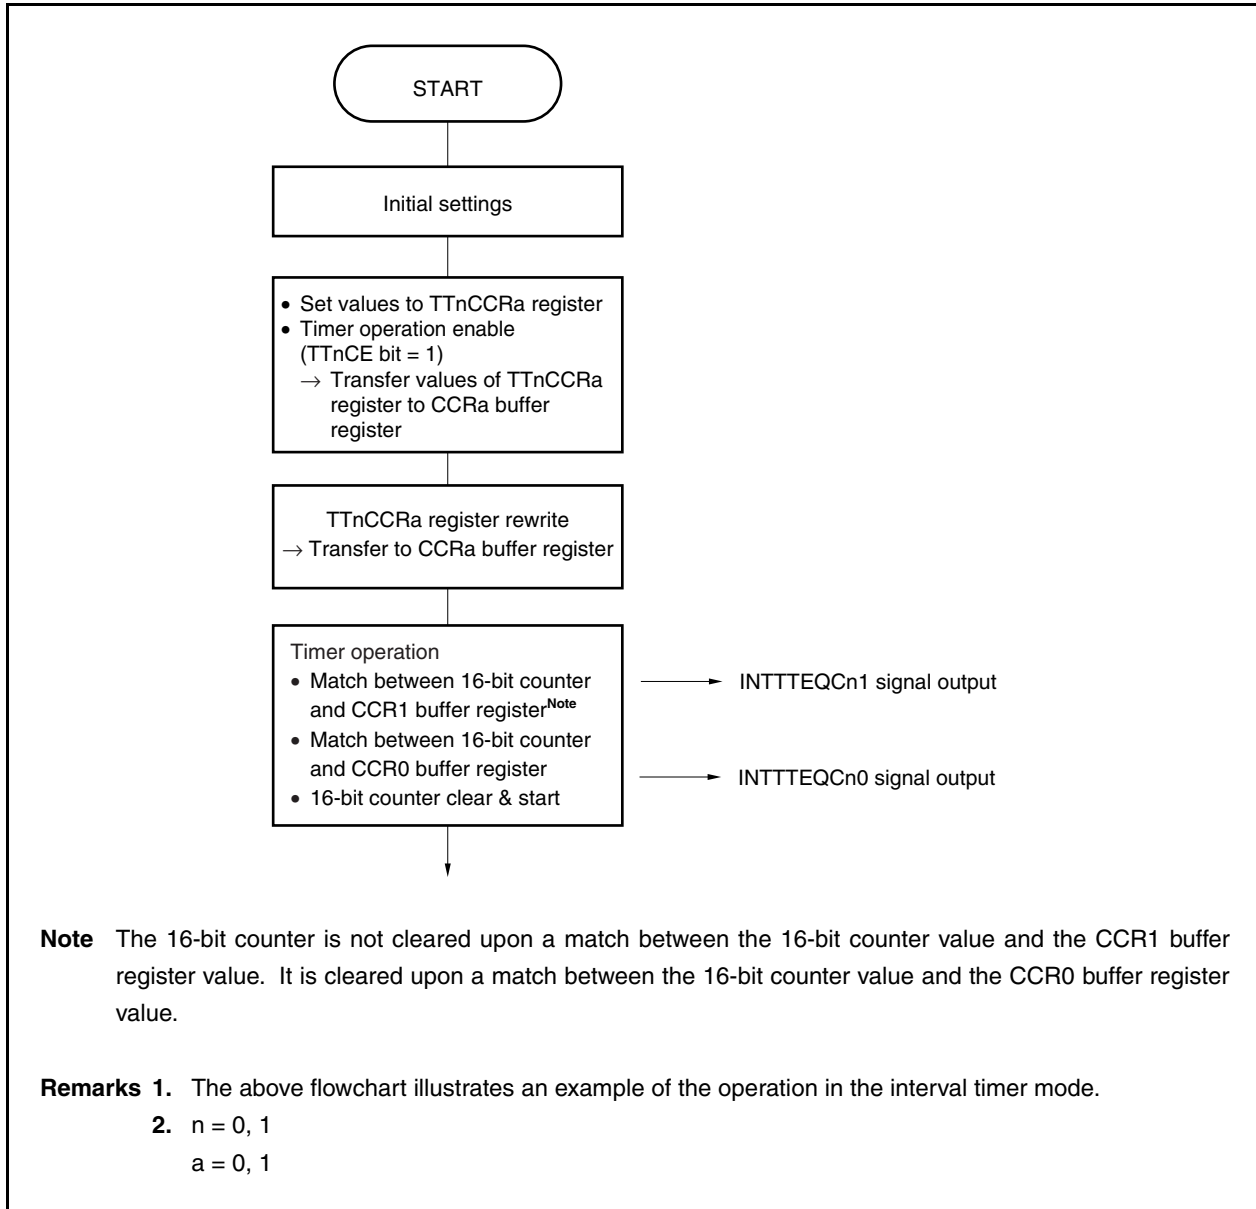 START
Initial settings
• Set values to TTnCCRa register
• Timer operation enable
(TTnCE bit = 1)
→ Transfer values of TTnCCRa
register to CCRa buffer
register
TTnCCRa register rewrite
→ Transfer to CCRa buffer register
Timer operation
• Match between 16-bit counter
and CCR1 buffer registerNote
INTTTEQCn1 signal output
• Match between 16-bit counter
and CCR0 buffer register
INTTTEQCn0 signal output
• 16-bit counter clear & start
Note The 16-bit counter is not cleared upon a match between the 16-bit counter value and the CCR1 buffer
register value. It is cleared upon a match between the 16-bit counter value and the CCR0 buffer register
value.
Remarks 1. The above flowchart illustrates an example of the operation in the interval timer mode.
2. n = 0, 1
a = 0, 1